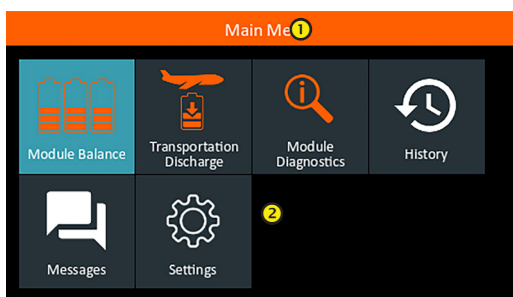 Main Me
1
Module Balance
Transportation
Discharge
Module
Diagnostics
History
2
Messages
Settings